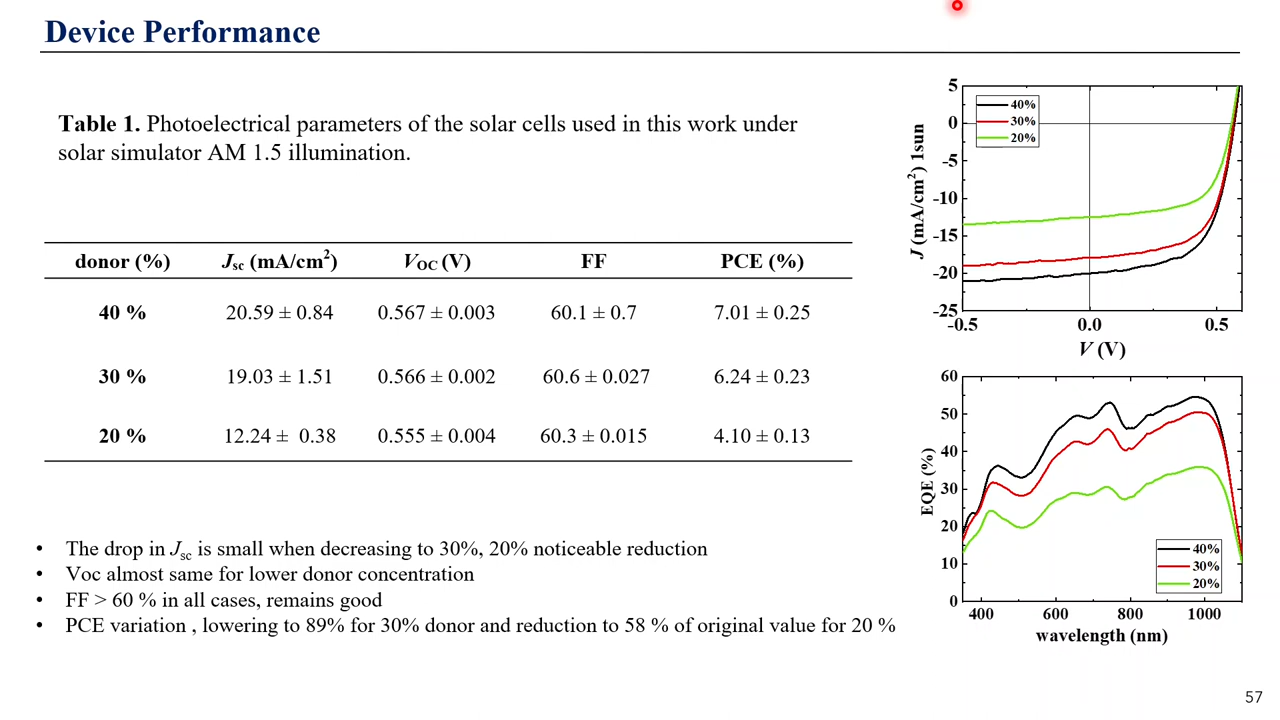 Device Performance
Table 1. Photoelectrical parameters of the solar cells used in this work under
solar simulator AM 1.5 illumination.
donor (%) Jsc (mA/cm2) VOC (V) FF PCE (%)
40 % 20.59 ± 0.84 0.567 ± 0.003 60.1 ± 0.7 7.01 ± 0.25
30 % 19.03 ± 1.51 0.566 ± 0.002 60.6 ± 0.027 6.24 ± 0.23
20 % 12.24 ± 0.38 0.555 ± 0.004 60.3 ± 0.015 4.10 ± 0.13
• The drop in Jsc is small when decreasing to 30%, 20% noticeable reduction
• Voc almost same for lower donor concentration
• FF > 60 % in all cases, remains good
• PCE variation , lowering to 89% for 30% donor and reduction to 58 % of original value for 20 %
J (mA/cm2) 1sun
5
0
-5
-10
-15
-20
-25
40%
30%
20%
-0.5 0.0 0.5
V (V)
EQE (%)
60
50
40
30
20
10
0
40%
30%
20%
400 600 800 1000
wavelength (nm)
57